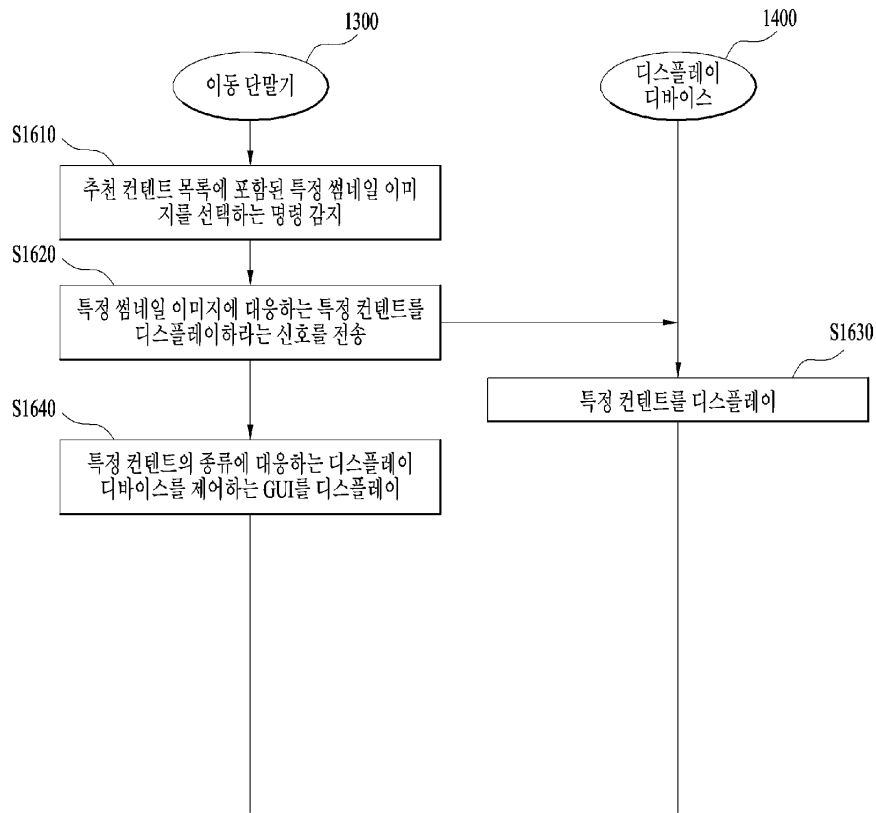 1300
이동 단말기
1400
디스플레이
디바이스
S1610
추천 컨텐트 목록에 포함된 특정 썸네일 이미
지를 선택하는 명령 감지
S1620
특정 썸네일 이미지에 대응하는 특정 컨텐트를
디스플레이하라는 신호를 전송
S1630
특정 컨텐트를 디스플레이
S1640
특정 컨텐트의 종류에 대응하는 디스플레이
디바이스를 제어하는 GUI를 디스플레이